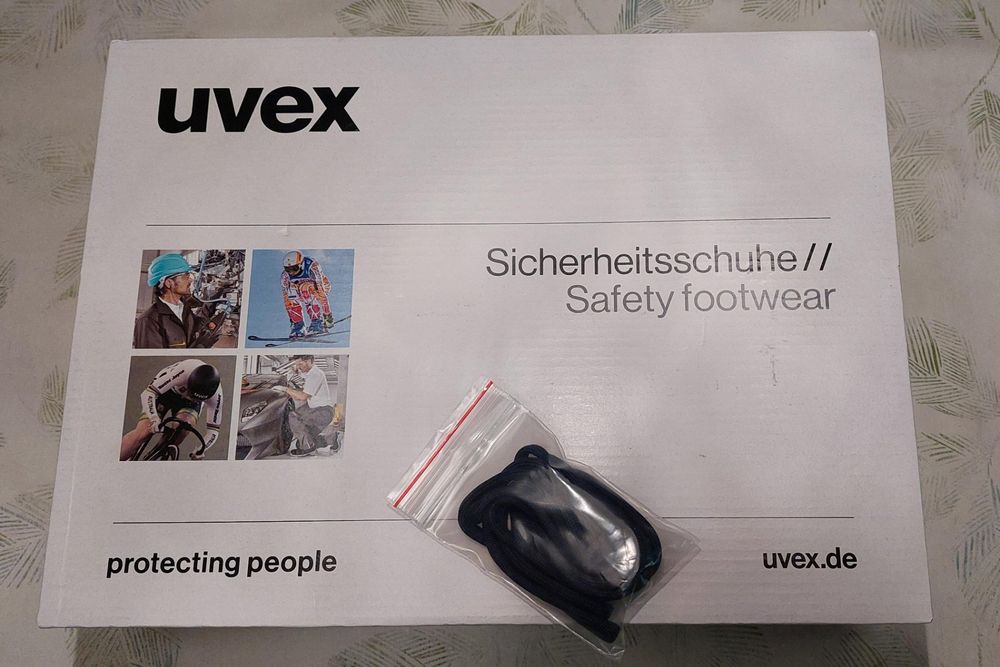 uvex
Sicherheitsschuhe//
Safety footwear
protecting people
uvex.de